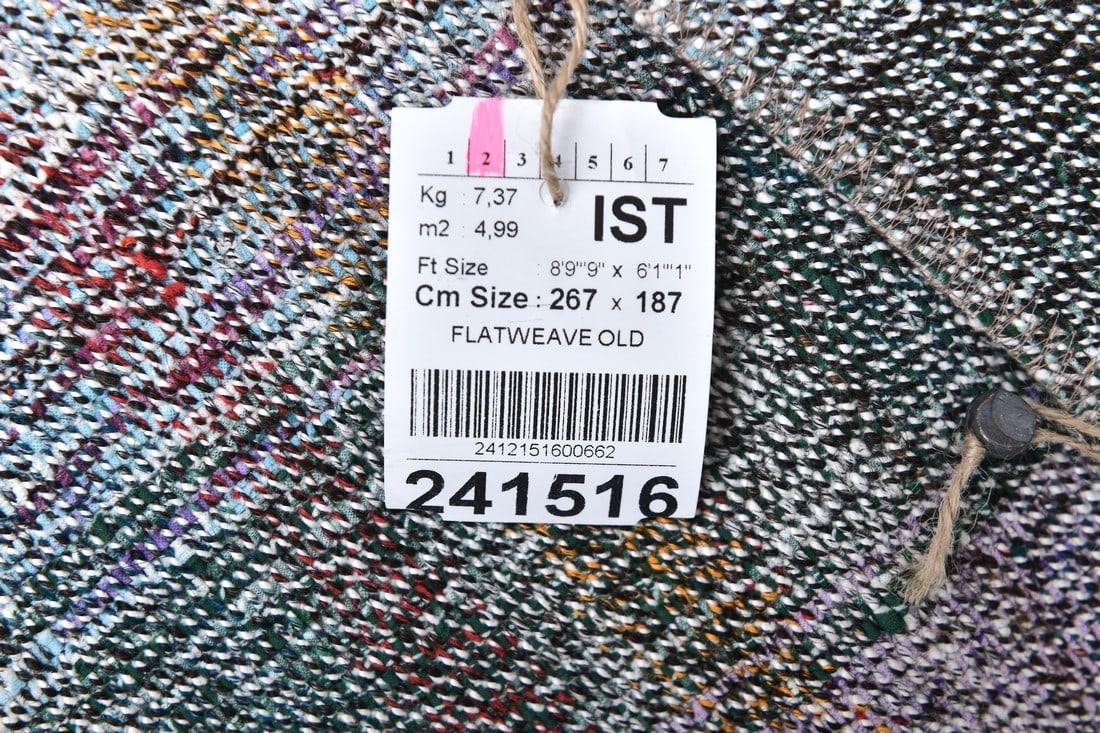 1 2 3 4 5 6 7
Kg : 7,37
m2 : 4,99
IST
Ft Size : 8'9'"9" x 6'1'"1"
Cm Size : 267 x 187
FLATWEAVE OLD
2412151600662
241516